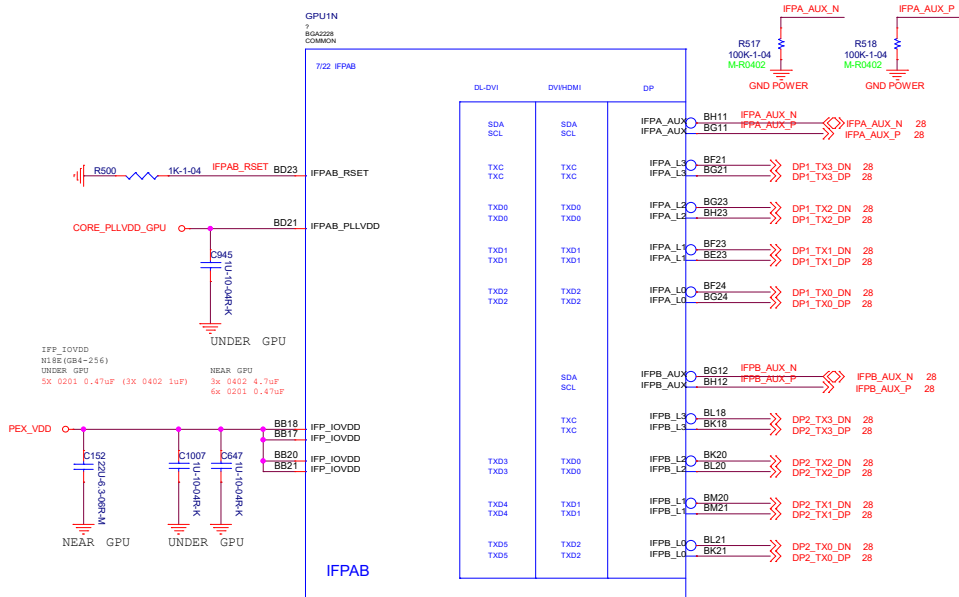 GPU1N
?
BGA2228
COMMON
7/22 IFPAB
IFPA_AUX_N
IFPA_AUX_P
R517
100K-1-04
M-R0402
GND POWER
R518
100K-1-04
M-R0402
GND POWER
DL-DVI DVI/HDMI DP
SDA SDA IFPA_AUX BH11 IFPA_AUX_N IFPA_AUX_N 28
SCL SCL IFPA_AUX BG11 IFPA_AUX_P IFPA_AUX_P 28
TXC TXC IFPA_L3 BF21 DP1_TX3_DN 28
TXC TXC IFPA_L3 BG21 DP1_TX3_DP 28
R500 1K-1-04 IFPAB_RSET BD23 IFPAB_RSET
TXD0 TXD0 IFPA_L2 BG23 DP1_TX2_DN 28
TXD0 TXD0 IFPA_L2 BH23 DP1_TX2_DP 28
CORE_PLLVDD_GPU BD21 IFPAB_PLLVDD
TXD1 TXD1 IFPA_L1 BF23 DP1_TX1_DN 28
TXD1 TXD1 IFPA_L1 BE23 DP1_TX1_DP 28
C945
1U-10-04R-K
UNDER GPU
TXD2 TXD2 IFPA_L0 BF24 DP1_TX0_DN 28
TXD2 TXD2 IFPA_L0 BG24 DP1_TX0_DP 28
IFP_IOVDD
N18E(GB4-256)
UNDER GPU NEAR GPU
5X 0201 0.47uF (3X 0402 1uF) 3x 0402 4.7uF
6x 0201 0.47uF
SDA IFPB_AUX BG12 IFPB_AUX_N IFPB_AUX_N 28
SCL IFPB_AUX BH12 IFPB_AUX_P IFPB_AUX_P 28
PEX_VDD BB18 IFP_IOVDD
BB17 IFP_IOVDD
BB20 IFP_IOVDD
BB21 IFP_IOVDD
TXC IFPB_L3 BL18 DP2_TX3_DN 28
TXC IFPB_L3 BK18 DP2_TX3_DP 28
C152
22U-6.3-06R-M
C1007
1U-10-04R-K
C647
1U-10-04R-K
TXD3 TXD0 IFPB_L2 BK20 DP2_TX2_DN 28
TXD3 TXD0 IFPB_L2 BL20 DP2_TX2_DP 28
TXD4 TXD1 IFPB_L1 BM20 DP2_TX1_DN 28
TXD4 TXD1 IFPB_L1 BM21 DP2_TX1_DP 28
NEAR GPU UNDER GPU
TXD5 TXD2 IFPB_L0 BL21 DP2_TX0_DN 28
TXD5 TXD2 IFPB_L0 BK21 DP2_TX0_DP 28
IFPAB